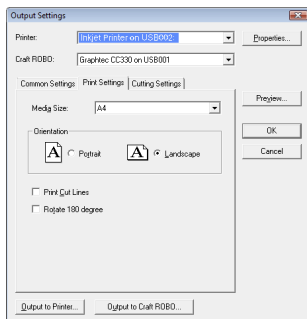 Output Settings
Printer: Inkjet Printer on USB002: Properties...
Craft ROBO: Graphtec CC330 on USB001
Common Settings Print Settings Cutting Settings
Media Size: A4 Preview...
Orientation OK
A Portrait A Landscape Cancel
Print Cut Lines
Rotate 180 degree
Output to Printer... Output to Craft ROBO...